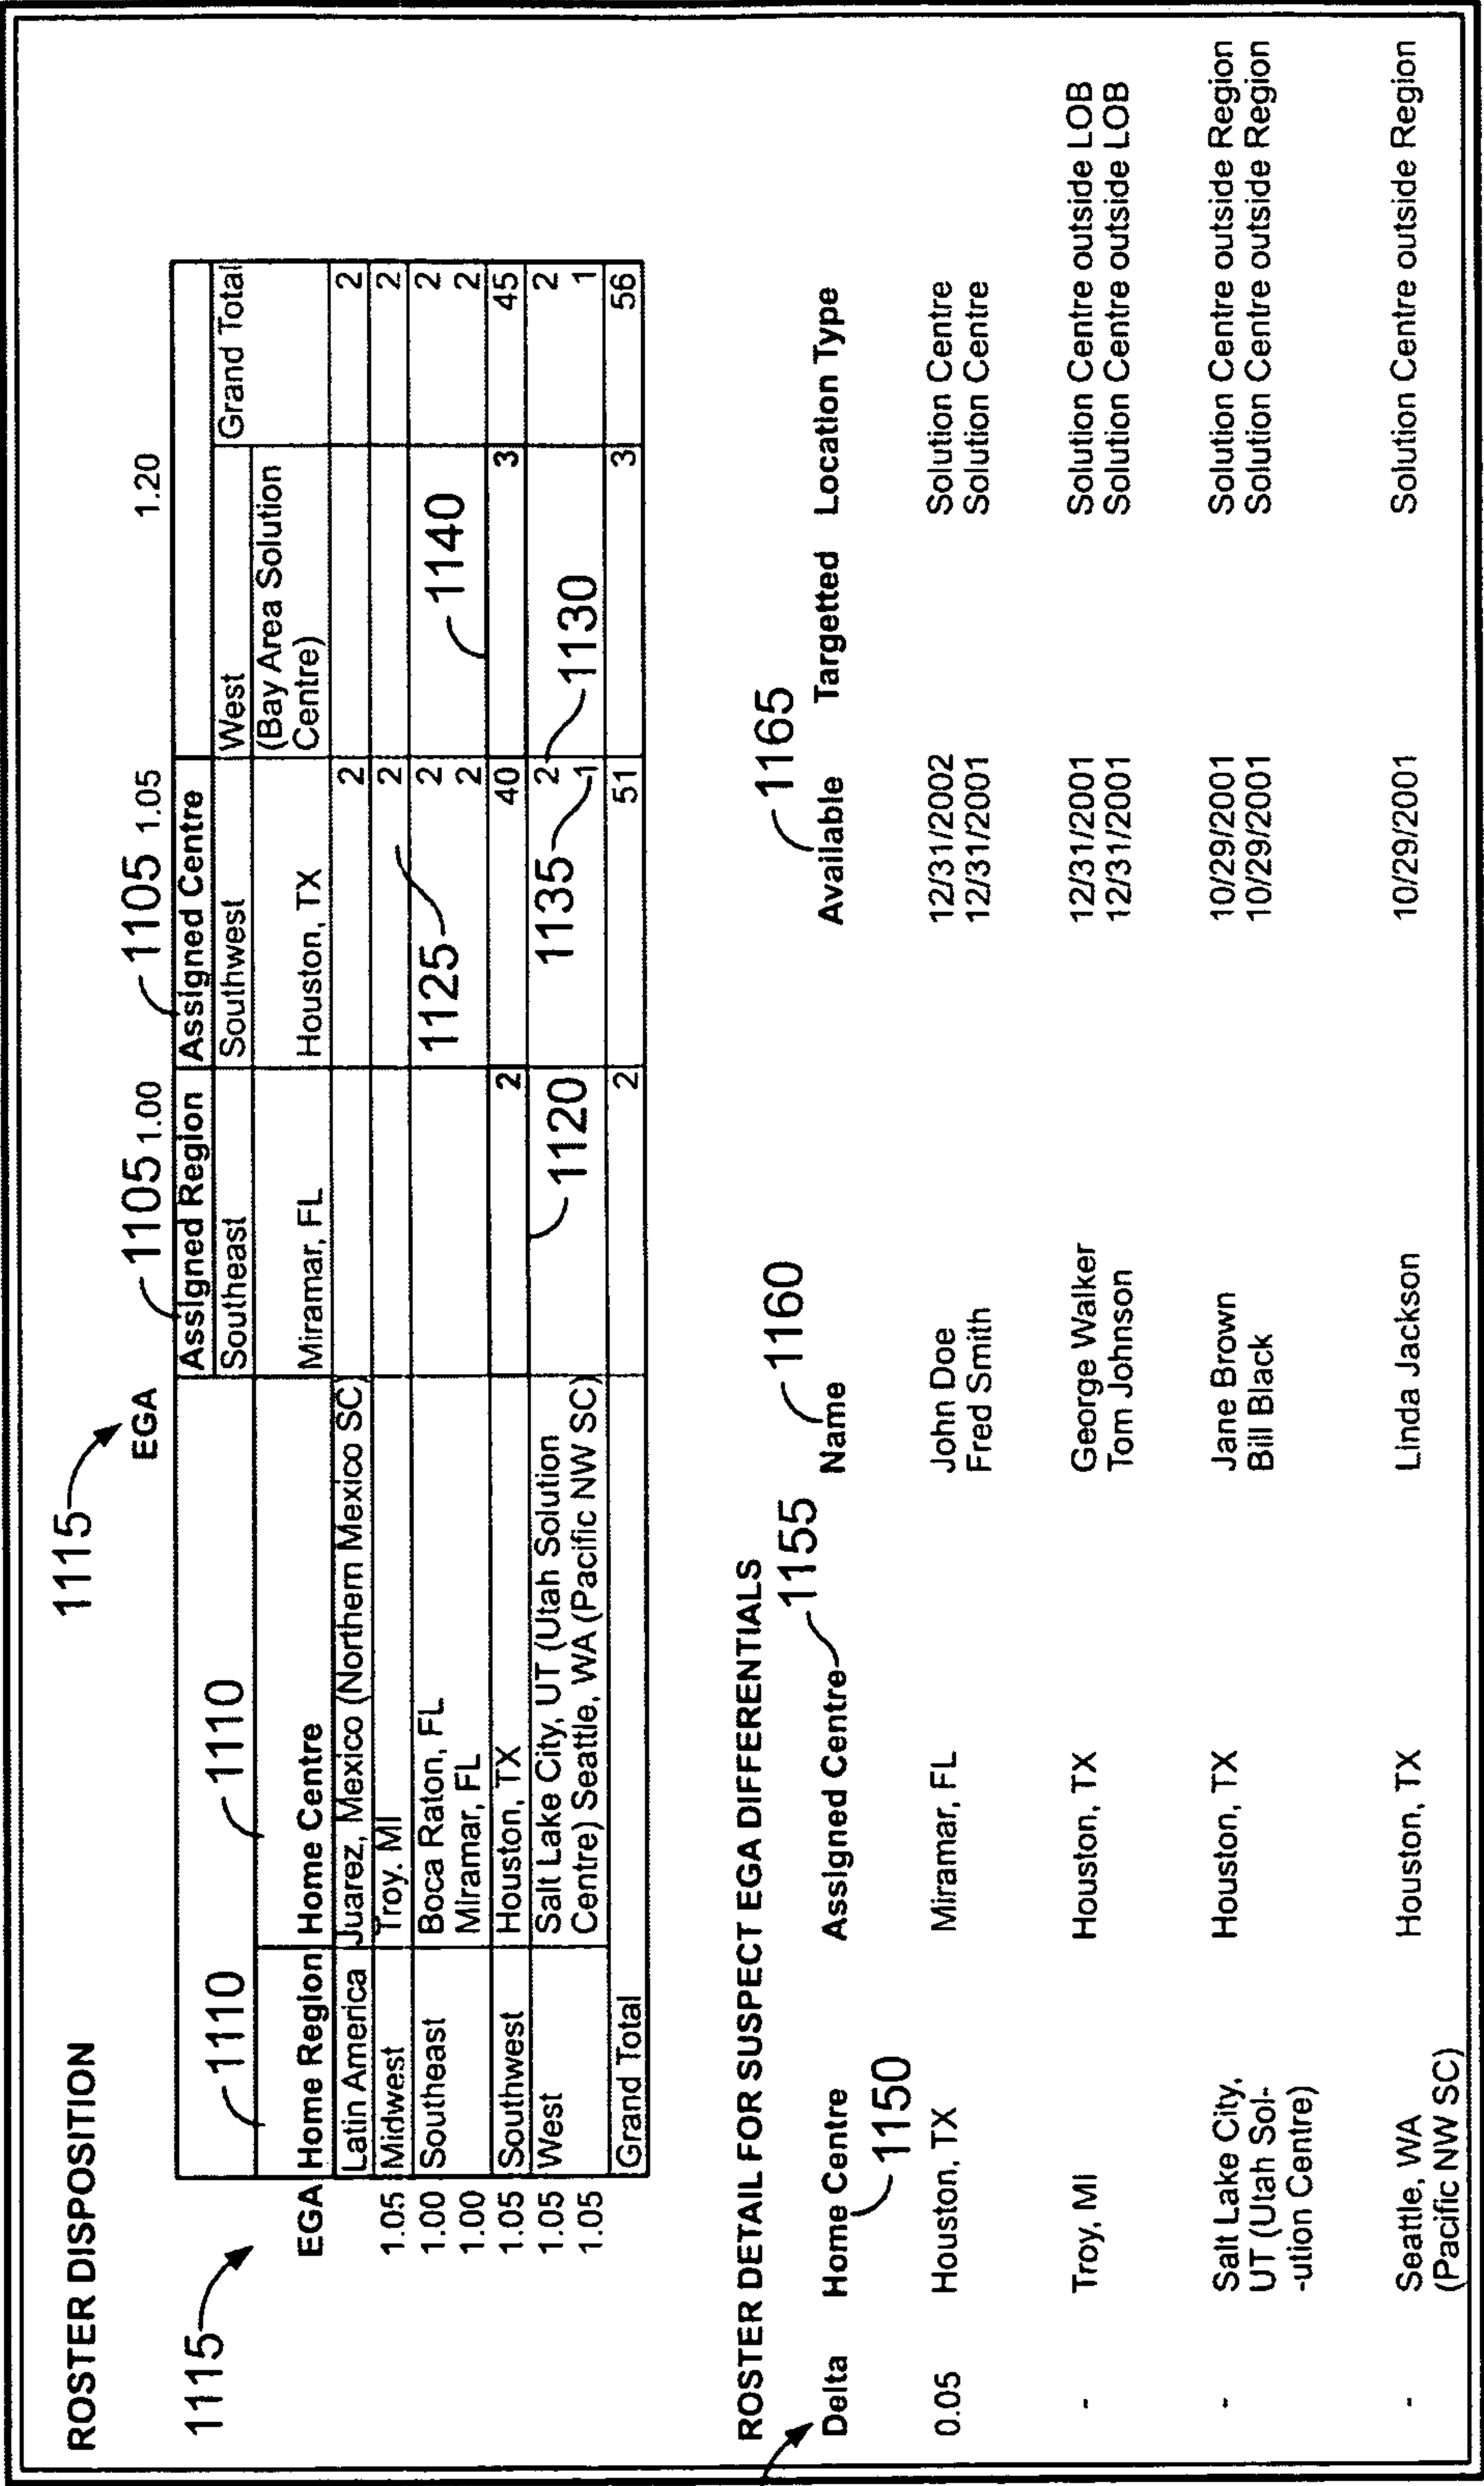 ROSTER DISPOSITION
1115
EGA
1105 1.00
1105 1.05
1.20
1110
1110
Assigned Region
Assigned Centre
Southeast
Southwest
West
Grand Total
1115
EGA
Home Region
Home Centre
Miramar, FL
Houston, TX
(Bay Area Solution
Centre)
Latin America
Juarez, Mexico (Northern Mexico SC)
2
2
1.05
Midwest
Troy. MI
2
2
1.00
Southeast
Boca Raton, FL
2
2
1.00
Miramar, FL
2
2
1125
1140
1.05
Southwest
Houston, TX
2
40
3
45
1.05
West
Salt Lake City, UT (Utah Solution
2
2
1.05
Centre) Seattle, WA (Pacific NW SC)
1
1
1120
1135
1130
Grand Total
2
51
3
56
ROSTER DETAIL FOR SUSPECT EGA DIFFERENTIALS
1155
1160
1165
Delta
Home Centre
Assigned Centre
Name
Available
Targetted
Location Type
1150
0.05
Houston, TX
Miramar, FL
John Doe
12/31/2002
Solution Centre
Fred Smith
12/31/2001
Solution Centre
-
Troy, MI
Houston, TX
George Walker
12/31/2001
Solution Centre outside LOB
Tom Johnson
12/31/2001
Solution Centre outside LOB
-
Salt Lake City,
Houston, TX
Jane Brown
10/29/2001
Solution Centre outside Region
UT (Utah Sol-
Bill Black
10/29/2001
Solution Centre outside Region
-ution Centre)
-
Seattle, WA
Houston, TX
Linda Jackson
10/29/2001
Solution Centre outside Region
(Pacific NW SC)